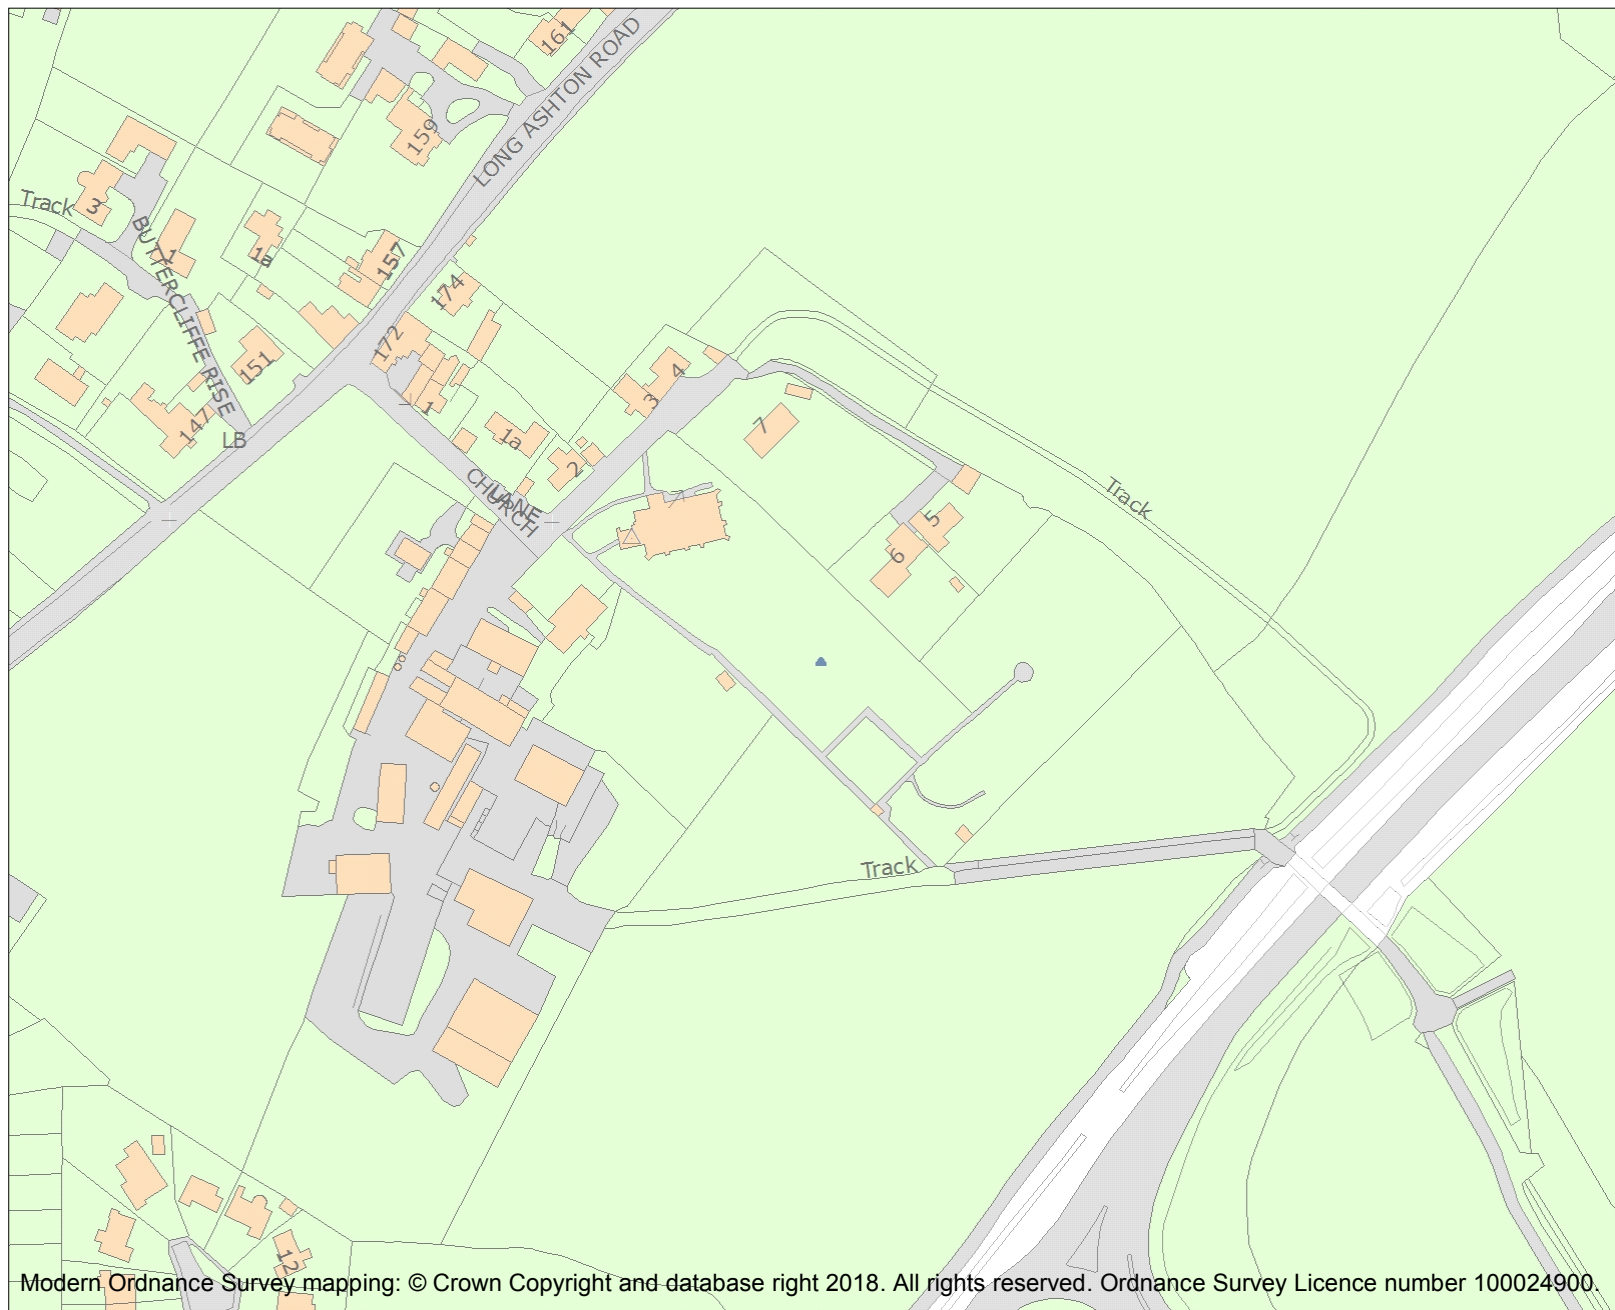 161
LONG ASHTON ROAD
159
Track
3
BUTTERCLIFFE RISE
1
1a
157
174
172
151
147
LB
1
1a
2
3
4
7
CHURCH
LANE
5
6
Track
Track
12
Modern Ordnance Survey mapping: © Crown Copyright and database right 2018. All rights reserved. Ordnance Survey Licence number 100024900.